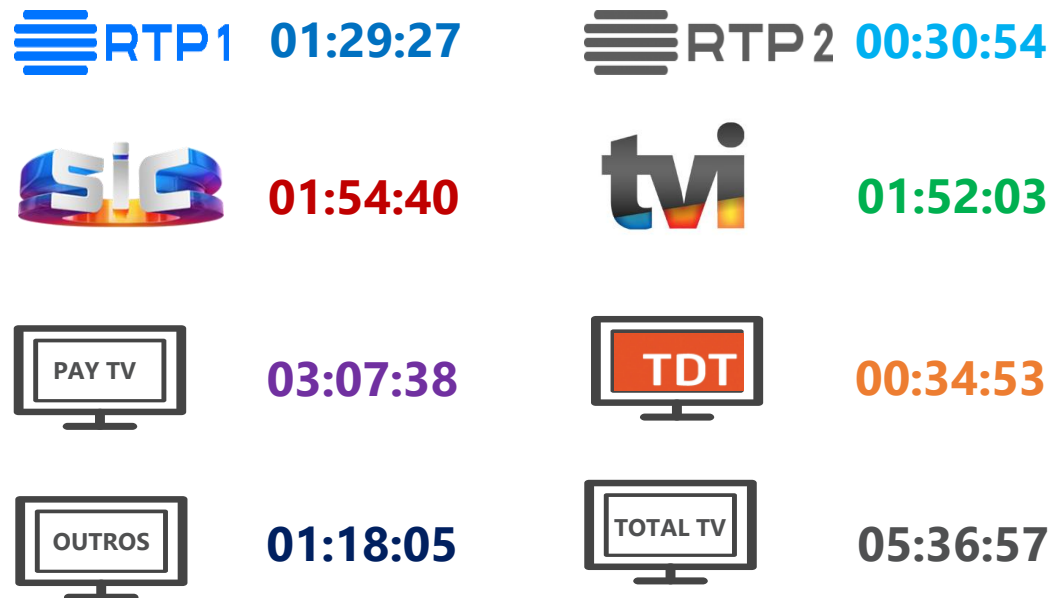 RTP1 01:29:27
RTP2 00:30:54
sic 01:54:40
tvi 01:52:03
PAY TV 03:07:38
TDT 00:34:53
OUTROS 01:18:05
TOTAL TV 05:36:57